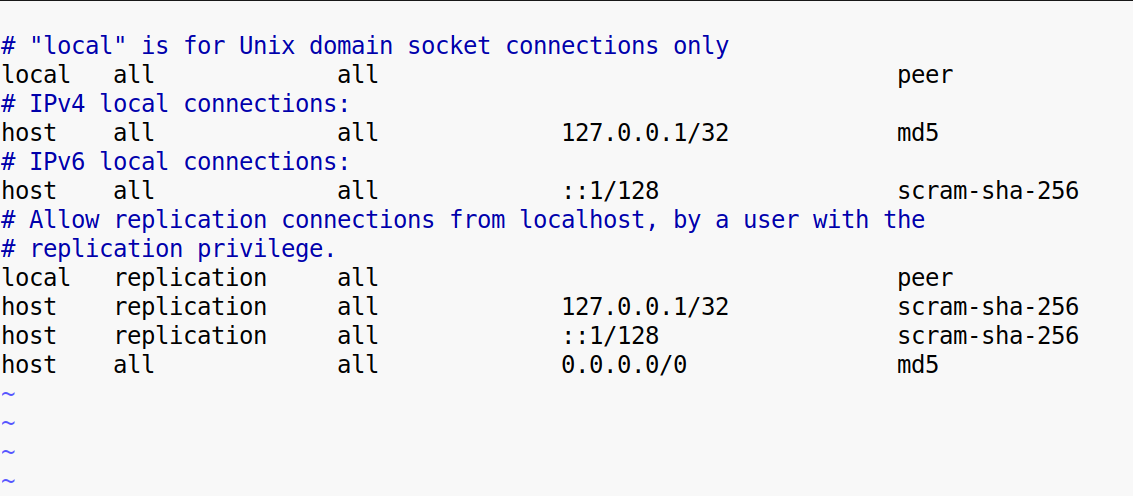 # "local" is for Unix domain socket connections only
local   all             all                                     peer
# IPv4 local connections:
host    all             all             127.0.0.1/32            md5
# IPv6 local connections:
host    all             all             ::1/128                 scram-sha-256
# Allow replication connections from localhost, by a user with the
# replication privilege.
local   replication     all                                     peer
host    replication     all             127.0.0.1/32            scram-sha-256
host    replication     all             ::1/128                 scram-sha-256
host    all             all             0.0.0.0/0               md5
~
~
~
~